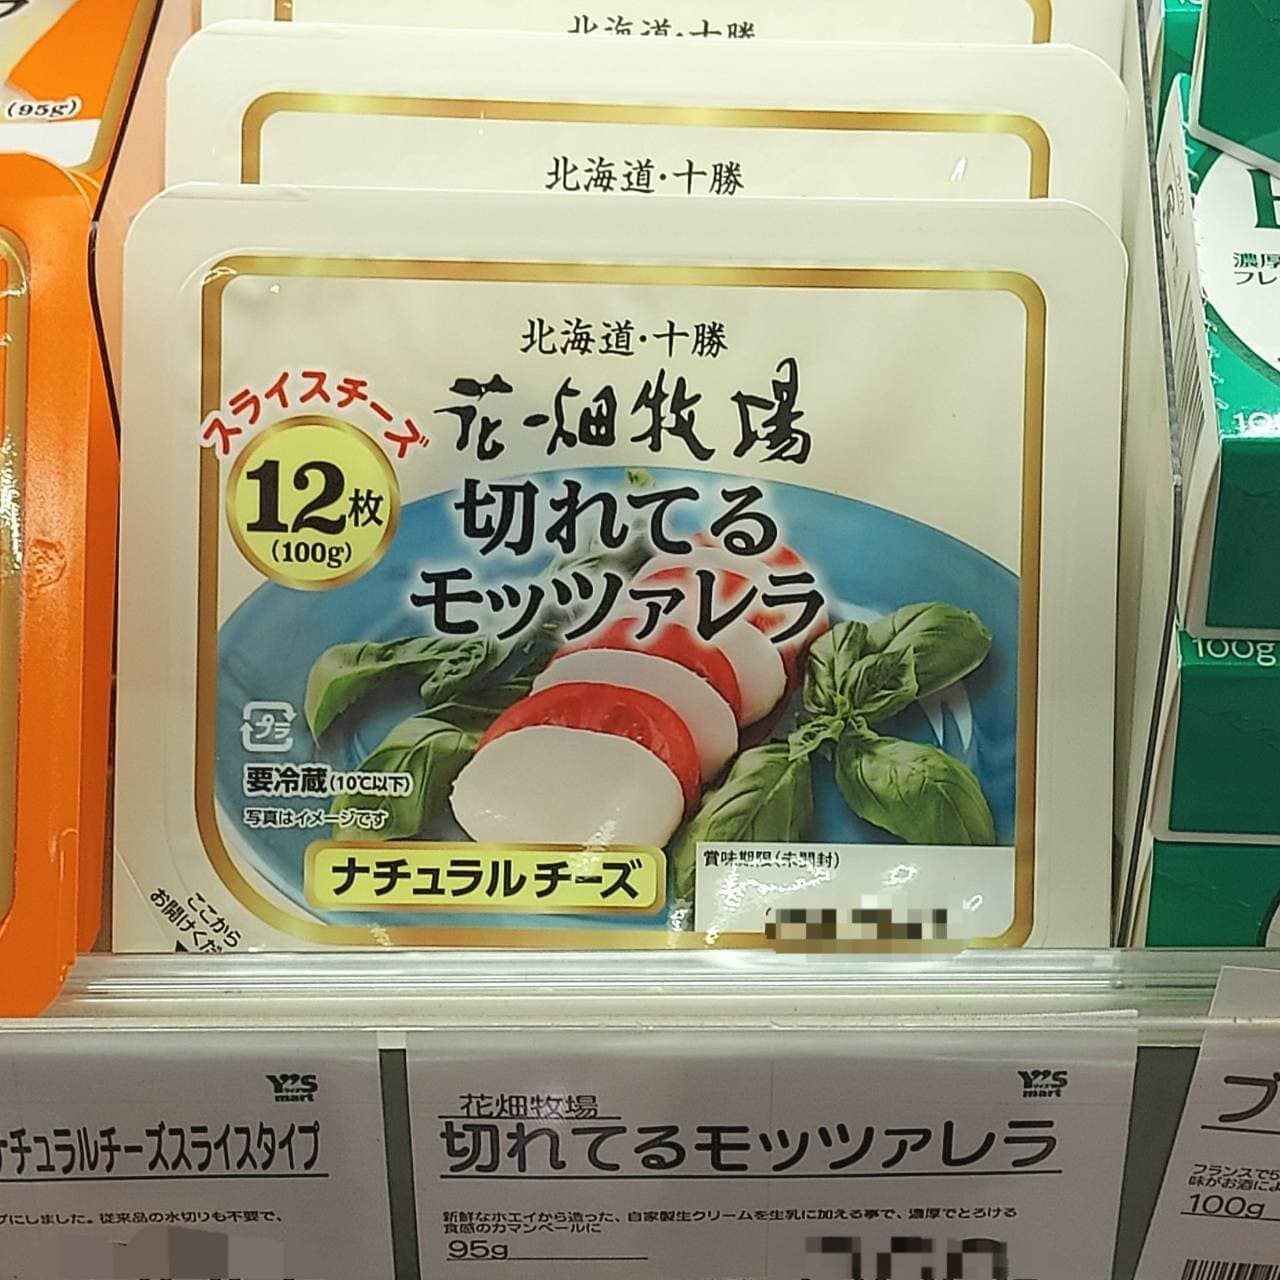 (95g)
北海道・十勝
北海道・十勝
北海道・十勝
花畑牧場
スライスチーズ
12枚
(100g)
切れてる
モッツァレラ
プラ
要冷蔵(10℃以下)
写真はイメージです
ナチュラルチーズ
賞味期限(未開封)
ここから
お開けくだ
濃厚
フレ
100g
Y'S
mart
ナチュラルチーズスライスタイプ
にしました。従来品の水切りも不要で、
Y'S
mart
花畑牧場
切れてるモッツァレラ
新鮮なホエイから造った、自家製生クリームを生乳に加える事で、濃厚でとろける
食感のカマンベールに
95g
ブ
フランスで5
味がお酒によ
100g